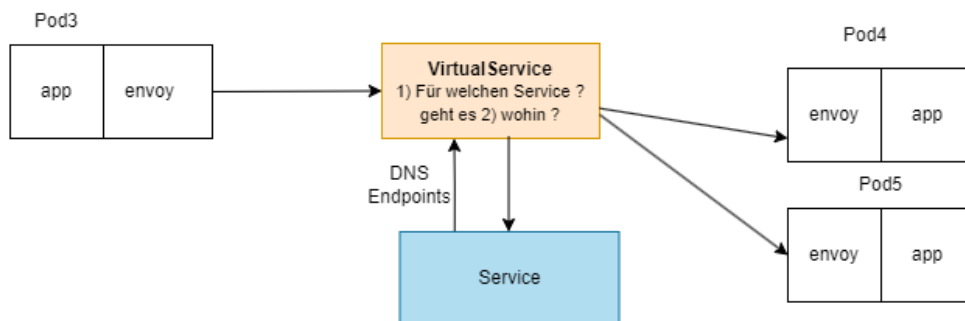 Pod3
app
envoy
VirtualService
1) Für welchen Service ?
geht es 2) wohin ?
DNS
Endpoints
Service
Pod4
envoy
app
Pod5
envoy
app